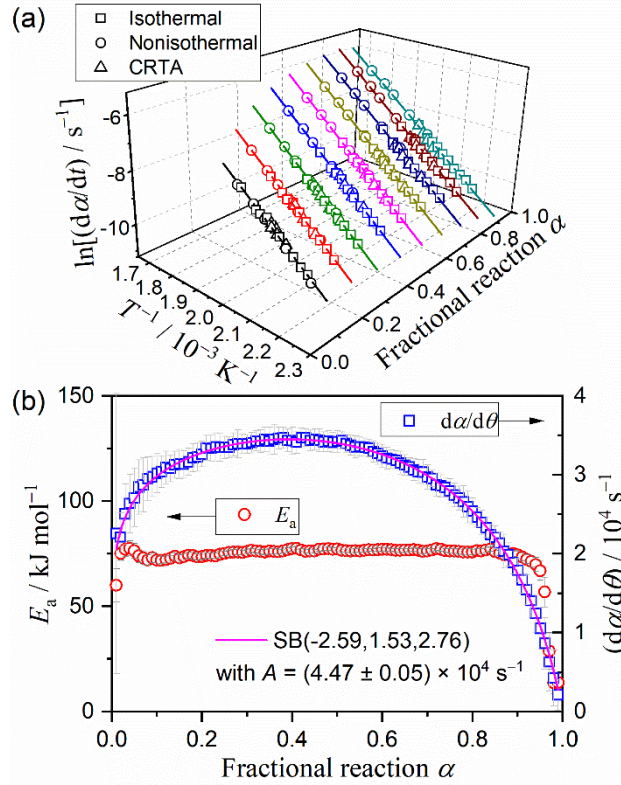 (a)
Isothermal
Nonisothermal
CRTA
ln[(dα/dt) / s⁻¹]
-6
-8
-10
1.7
1.8
1.9
2.0
2.1
2.2
2.3
T⁻¹ / 10⁻³ K⁻¹
0.0
0.2
0.4
0.6
0.8
1.0
Fractional reaction α
(b)
150
100
75
50
25
0
Eₐ / kJ mol⁻¹
dα/dθ
Eₐ
SB(-2.59,1.53,2.76)
with A = (4.47 ± 0.05) × 10⁴ s⁻¹
4
3
2
1
0
(dα/dθ) / 10⁴ s⁻¹
0.0
0.2
0.4
0.6
0.8
1.0
Fractional reaction α